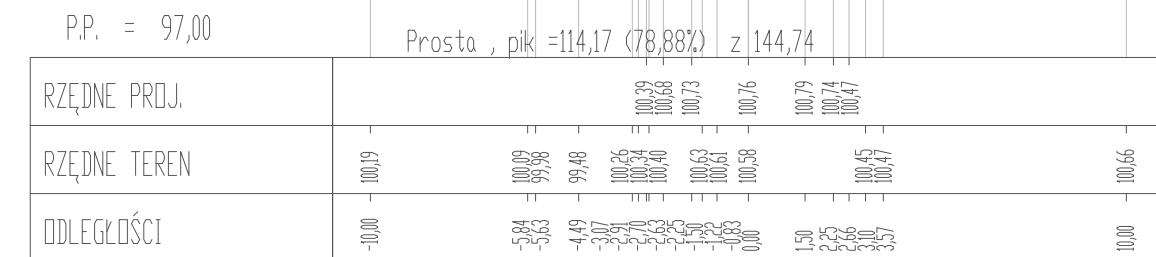 P.P. = 97,00
Prosta , pik =114,17 (78,88%) z 144,74
RZĘDNE PROJ. 100,39 100,68 100,73 100,76 100,79 100,74 100,47
RZĘDNE TEREN 100,19 100,09 99,98 99,48 100,26 100,34 100,40 100,63 100,61 100,58 100,45 100,47 100,66
ODLEGŁOŚCI -10,00 -5,84 -5,63 -4,49 -3,07 -2,91 -2,70 -2,63 -2,25 -1,50 -1,22 -0,83 0,00 1,50 2,25 2,66 3,10 3,57 10,00